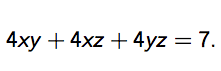 4xy + 4xz + 4yz = 7.